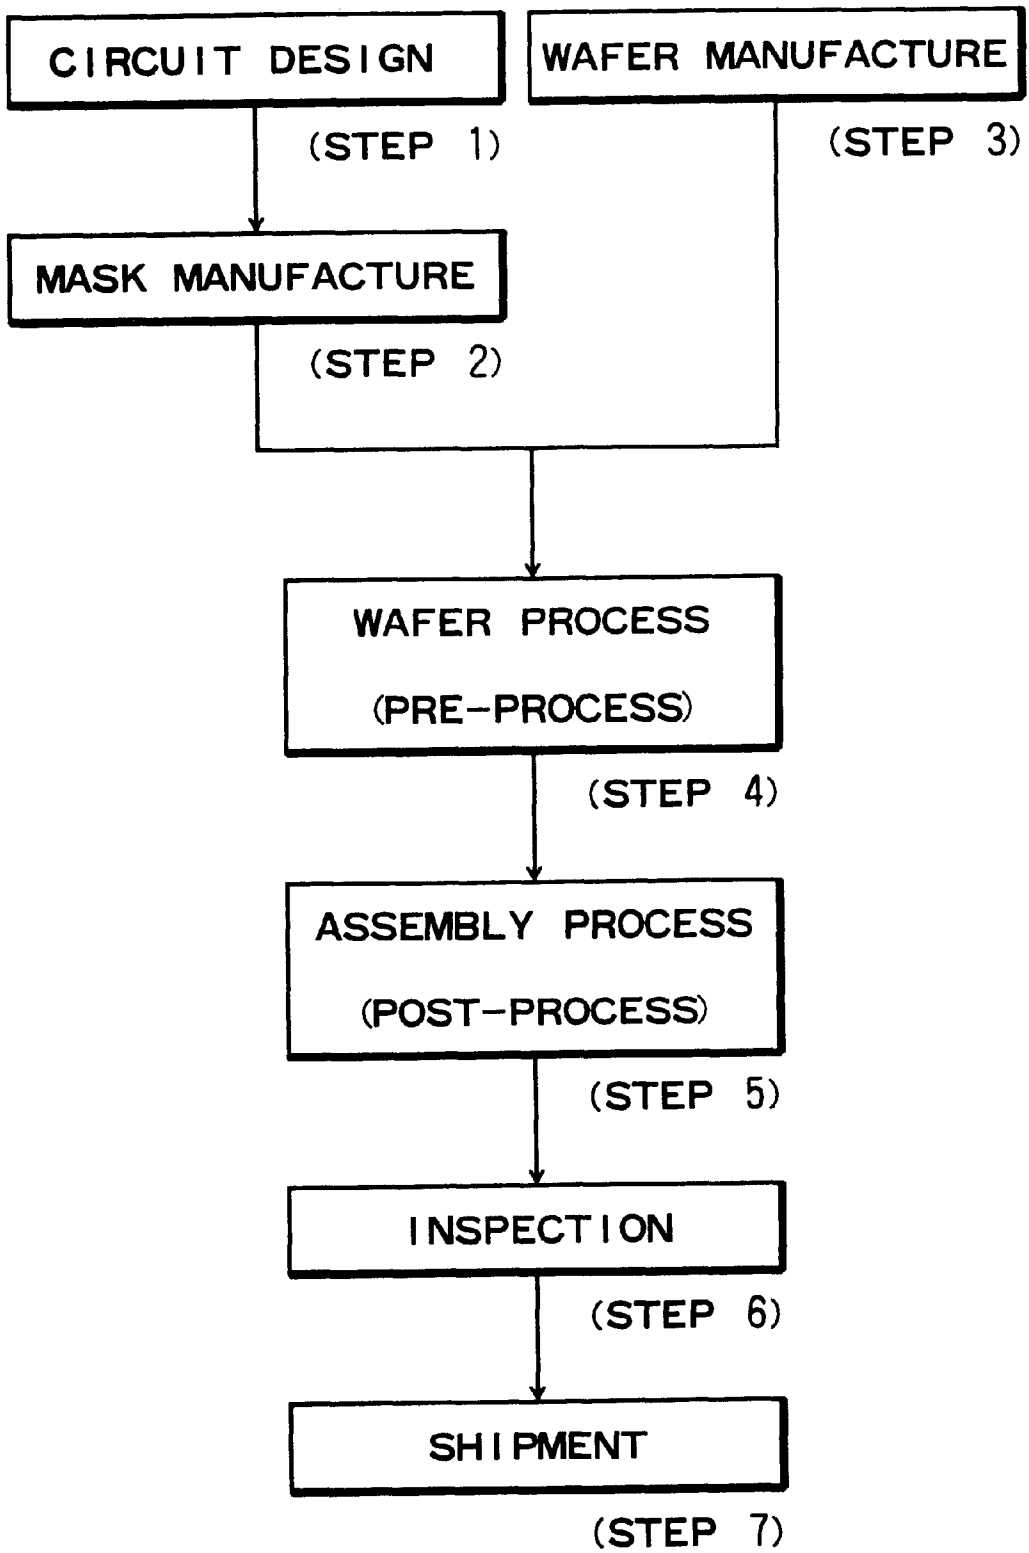 CIRCUIT DESIGN
WAFER MANUFACTURE
(STEP 1)
(STEP 3)
MASK MANUFACTURE
(STEP 2)
WAFER PROCESS
(PRE-PROCESS)
(STEP 4)
ASSEMBLY PROCESS
(POST-PROCESS)
(STEP 5)
INSPECTION
(STEP 6)
SHIPMENT
(STEP 7)